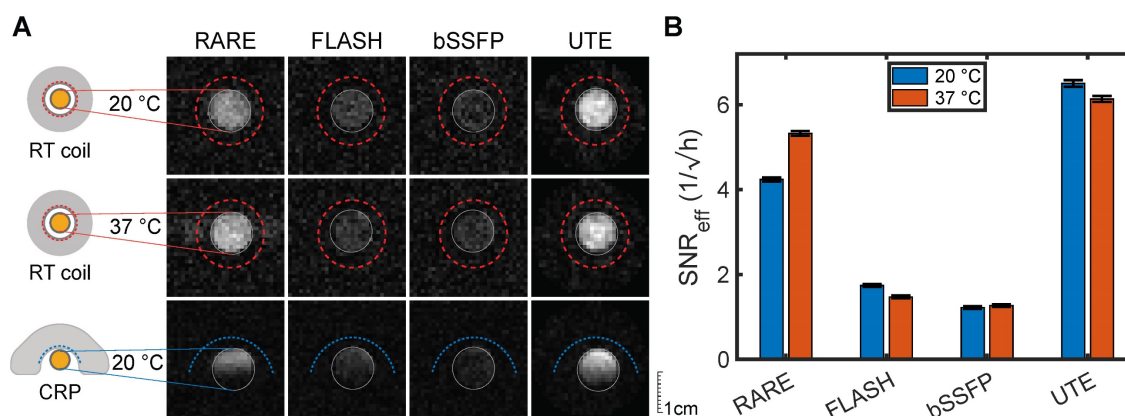 A
RARE FLASH bSSFP UTE
20 °C
RT coil
37 °C
RT coil
20 °C
CRP
1cm
B
SNReff (1/√h)
20 °C
37 °C
6
4
2
0
RARE FLASH bSSFP UTE